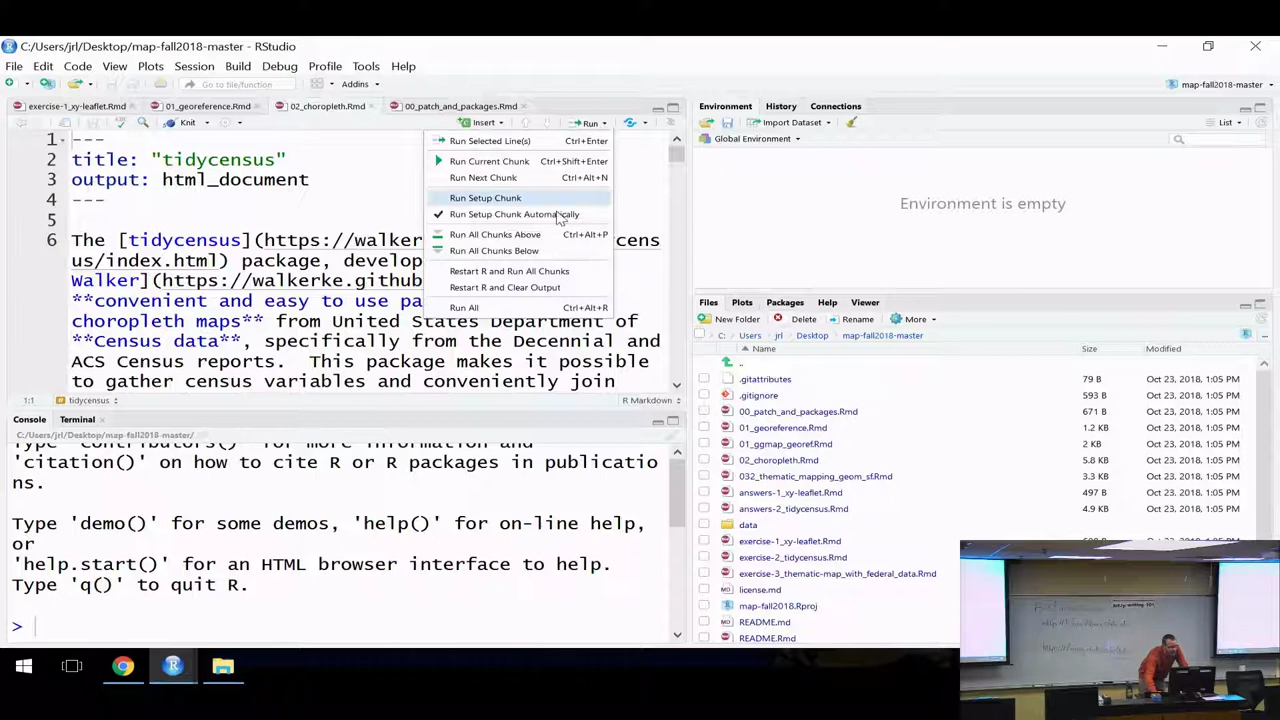 C:/Users/jrl/Desktop/map-fall2018-master - RStudio
File Edit Code View Plots Session Build Debug Profile Tools Help
Go to file/function Addins map-fall2018-master
exercise-1_xy-leaflet.Rmd 01_georeference.Rmd 02_choropleth.Rmd 00_patch_and_packages.Rmd
Knit Insert Run
1 ---
2 title: "tidycensus"
3 output: html_document
4 ---
5
6 The [tidycensus](https://walker cens
us/index.html) package, develop
Walker](https://walkerke.github
**convenient and easy to use pa
choropleth maps** from United States Department of
**Census data**, specifically from the Decennial and
ACS Census reports. This package makes it possible
to gather census variables and conveniently join
1:1 tidycensus R Markdown
Run Selected Line(s) Ctrl+Enter
Run Current Chunk Ctrl+Shift+Enter
Run Next Chunk Ctrl+Alt+N
Run Setup Chunk
Run Setup Chunk Automatically
Run All Chunks Above Ctrl+Alt+P
Run All Chunks Below
Restart R and Run All Chunks
Restart R and Clear Output
Run All Ctrl+Alt+R
Console Terminal
C:/Users/jrl/Desktop/map-fall2018-master/
Type 'contributors()' for more information and
'citation()' on how to cite R or R packages in publicatio
ns.
Type 'demo()' for some demos, 'help()' for on-line help,
or
'help.start()' for an HTML browser interface to help.
Type 'q()' to quit R.
>
Environment History Connections
Import Dataset List
Global Environment
Environment is empty
Files Plots Packages Help Viewer
New Folder Delete Rename More
C: Users jrl Desktop map-fall2018-master
Name Size Modified
..
.gitattributes 79 B Oct 23, 2018, 1:05 PM
.gitignore 593 B Oct 23, 2018, 1:05 PM
00_patch_and_packages.Rmd 671 B Oct 23, 2018, 1:05 PM
01_georeference.Rmd 1.2 KB Oct 23, 2018, 1:05 PM
01_ggmap_georef.Rmd 2 KB Oct 23, 2018, 1:05 PM
02_choropleth.Rmd 5.8 KB Oct 23, 2018, 1:05 PM
032_thematic_mapping_geom_sf.Rmd 3.3 KB Oct 23, 2018, 1:05 PM
answers-1_xy-leaflet.Rmd 497 B Oct 23, 2018, 1:05 PM
answers-2_tidycensus.Rmd 4.9 KB Oct 23, 2018, 1:05 PM
data
exercise-1_xy-leaflet.Rmd
exercise-2_tidycensus.Rmd
exercise-3_thematic-map_with_federal_data.Rmd
license.md
map-fall2018.Rproj
README.md
README.Rmd